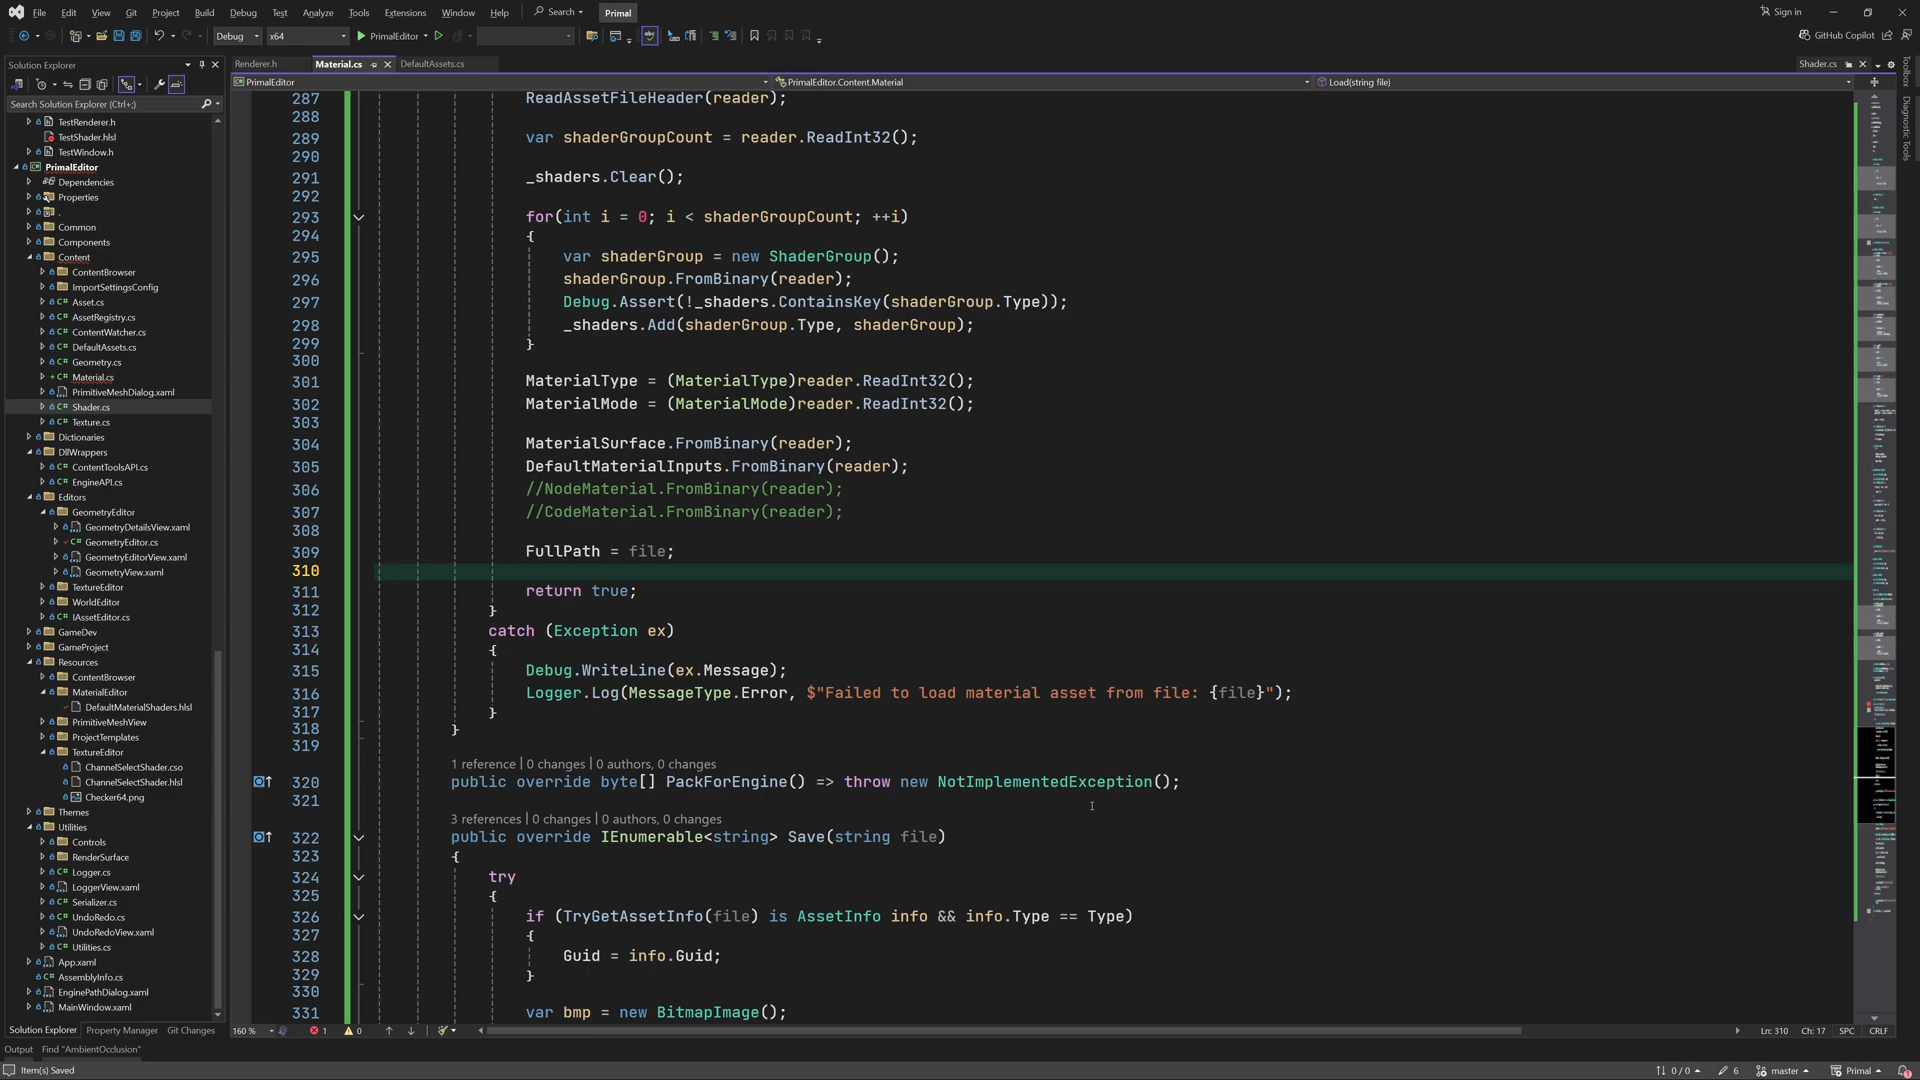 File Edit View Git Project Build Debug Test Analyze Tools Extensions Window Help Search Primal Sign in
Debug x64 PrimalEditor GitHub Copilot
Solution Explorer
Renderer.h Material.cs DefaultAssets.cs Shader.cs
PrimalEditor PrimalEditor.Content.Material Load(string file)
Search Solution Explorer (Ctrl+;)
TestRenderer.h
TestShader.hlsl
TestWindow.h
PrimalEditor
Dependencies
Properties
.
Common
Components
Content
ContentBrowser
ImportSettingsConfig
Asset.cs
AssetRegistry.cs
ContentWatcher.cs
DefaultAssets.cs
Geometry.cs
Material.cs
PrimitiveMeshDialog.xaml
Shader.cs
Texture.cs
Dictionaries
DllWrappers
ContentToolsAPI.cs
EngineAPI.cs
Editors
GeometryEditor
GeometryDetailsView.xaml
GeometryEditor.cs
GeometryEditorView.xaml
GeometryView.xaml
TextureEditor
WorldEditor
IAssetEditor.cs
GameDev
GameProject
Resources
ContentBrowser
MaterialEditor
DefaultMaterialShaders.hlsl
PrimitiveMeshView
ProjectTemplates
TextureEditor
ChannelSelectShader.cso
ChannelSelectShader.hlsl
Checker64.png
Themes
Utilities
Controls
RenderSurface
Logger.cs
LoggerView.xaml
Serializer.cs
UndoRedo.cs
UndoRedoView.xaml
Utilities.cs
App.xaml
AssemblyInfo.cs
EnginePathDialog.xaml
MainWindow.xaml
Solution Explorer Property Manager Git Changes
287 ReadAssetFileHeader(reader);
288
289 var shaderGroupCount = reader.ReadInt32();
290
291 _shaders.Clear();
292
293 for(int i = 0; i < shaderGroupCount; ++i)
294 {
295 var shaderGroup = new ShaderGroup();
296 shaderGroup.FromBinary(reader);
297 Debug.Assert(!_shaders.ContainsKey(shaderGroup.Type));
298 _shaders.Add(shaderGroup.Type, shaderGroup);
299 }
300
301 MaterialType = (MaterialType)reader.ReadInt32();
302 MaterialMode = (MaterialMode)reader.ReadInt32();
303
304 MaterialSurface.FromBinary(reader);
305 DefaultMaterialInputs.FromBinary(reader);
306 //NodeMaterial.FromBinary(reader);
307 //CodeMaterial.FromBinary(reader);
308
309 FullPath = file;
310
311 return true;
312 }
313 catch (Exception ex)
314 {
315 Debug.WriteLine(ex.Message);
316 Logger.Log(MessageType.Error, $"Failed to load material asset from file: {file}");
317 }
318 }
319
1 reference | 0 changes | 0 authors, 0 changes
320 public override byte[] PackForEngine() => throw new NotImplementedException();
321
3 references | 0 changes | 0 authors, 0 changes
322 public override IEnumerable<string> Save(string file)
323 {
324 try
325 {
326 if (TryGetAssetInfo(file) is AssetInfo info && info.Type == Type)
327 {
328 Guid = info.Guid;
329 }
330
331 var bmp = new BitmapImage();
Toolbox
Diagnostic Tools
160 % 1 0 Ln: 310 Ch: 17 SPC CRLF
Output Find "AmbientOcclusion"
Item(s) Saved 0 / 0 6 master Primal 1